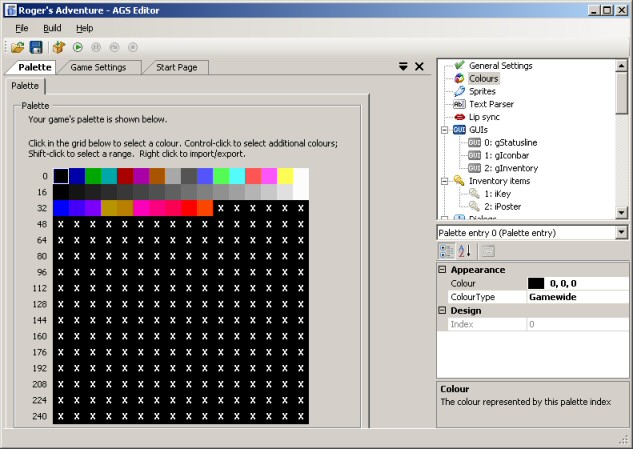 Roger's Adventure - AGS Editor
File Build Help
Palette Game Settings Start Page
Palette
Palette
Your game's palette is shown below.
Click in the grid below to select a colour. Control-click to select additional colours;
Shift-click to select a range. Right click to import/export.
0
16
32 X X X X X X
48 X X X X X X X X X X X X X X X X
64 X X X X X X X X X X X X X X X X
80 X X X X X X X X X X X X X X X X
96 X X X X X X X X X X X X X X X X
112 X X X X X X X X X X X X X X X X
128 X X X X X X X X X X X X X X X X
144 X X X X X X X X X X X X X X X X
160 X X X X X X X X X X X X X X X X
176 X X X X X X X X X X X X X X X X
192 X X X X X X X X X X X X X X X X
208 X X X X X X X X X X X X X X X X
224 X X X X X X X X X X X X X X X X
240 X X X X X X X X X X X X X X X X
General Settings
Colours
Sprites
Ab Text Parser
Lip sync
GUI GUIs
GUI 0: gStatusline
GUI 1: gIconbar
GUI 2: gInventory
Inventory items
1: iKey
2: iPoster
Dialogs
Palette entry 0 (Palette entry)
Appearance
Colour 0, 0, 0
ColourType Gamewide
Design
Index 0
Colour
The colour represented by this palette index